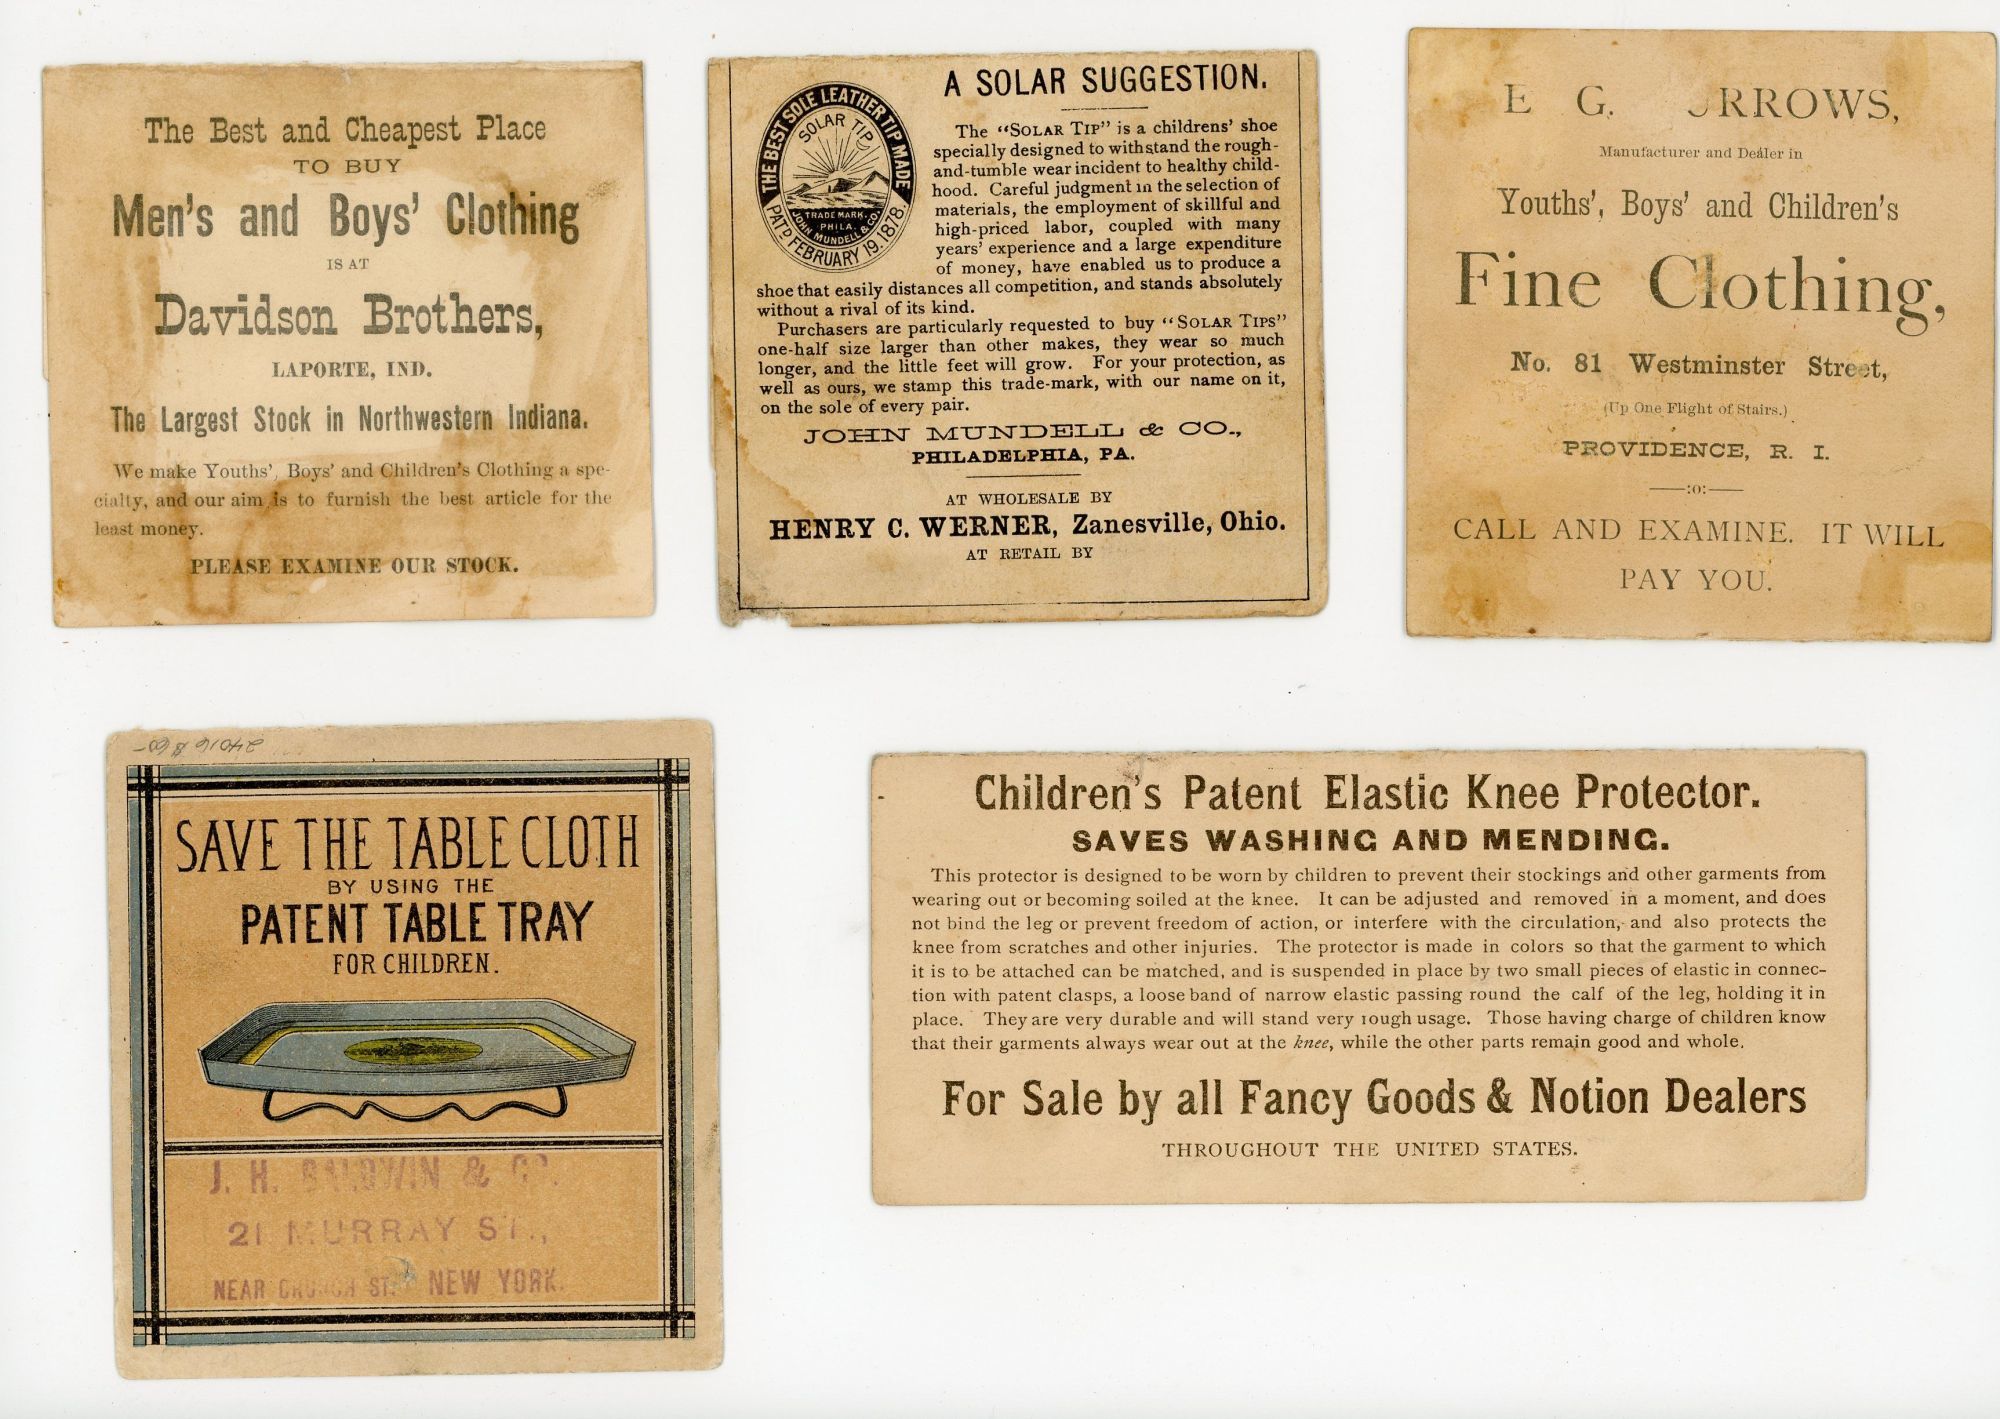 The Best and Cheapest Place
TO BUY
Men's and Boys' Clothing
IS AT
Davidson Brothers,
LAPORTE, IND.
The Largest Stock in Northwestern Indiana.
We make Youths', Boys' and Children's Clothing a spe-
cialty, and our aim is to furnish the best article for the
least money.
PLEASE EXAMINE OUR STOCK.
A SOLAR SUGGESTION.
THE BEST SOLE LEATHER TIP MADE
SOLAR TIP
TRADE MARK.
PHILA.
JOHN MUNDELL & CO.
PAT'D FEBRUARY 19. 1878.
The "SOLAR TIP" is a childrens' shoe
specially designed to withstand the rough-
and-tumble wear incident to healthy child-
hood. Careful judgment in the selection of
materials, the employment of skillful and
high-priced labor, coupled with many
years' experience and a large expenditure
of money, have enabled us to produce a
shoe that easily distances all competition, and stands absolutely
without a rival of its kind.
Purchasers are particularly requested to buy "SOLAR TIPS"
one-half size larger than other makes, they wear so much
longer, and the little feet will grow. For your protection, as
well as ours, we stamp this trade-mark, with our name on it,
on the sole of every pair.
JOHN MUNDELL & CO.,
PHILADELPHIA, PA.
AT WHOLESALE BY
HENRY C. WERNER, Zanesville, Ohio.
AT RETAIL BY
E G. RROWS,
Manufacturer and Dealer in
Youths', Boys' and Children's
Fine Clothing,
No. 81 Westminster Street,
(Up One Flight of Stairs.)
PROVIDENCE, R. I.
—:o:—
CALL AND EXAMINE. IT WILL
PAY YOU.
24016 $60-
SAVE THE TABLE CLOTH
BY USING THE
PATENT TABLE TRAY
FOR CHILDREN.
J. H. BALDWIN & CO.
21 MURRAY ST.,
NEAR CHURCH ST. NEW YORK.
Children's Patent Elastic Knee Protector.
SAVES WASHING AND MENDING.
This protector is designed to be worn by children to prevent their stockings and other garments from
wearing out or becoming soiled at the knee. It can be adjusted and removed in a moment, and does
not bind the leg or prevent freedom of action, or interfere with the circulation, and also protects the
knee from scratches and other injuries. The protector is made in colors so that the garment to which
it is to be attached can be matched, and is suspended in place by two small pieces of elastic in connec-
tion with patent clasps, a loose band of narrow elastic passing round the calf of the leg, holding it in
place. They are very durable and will stand very rough usage. Those having charge of children know
that their garments always wear out at the knee, while the other parts remain good and whole.
For Sale by all Fancy Goods & Notion Dealers
THROUGHOUT THE UNITED STATES.